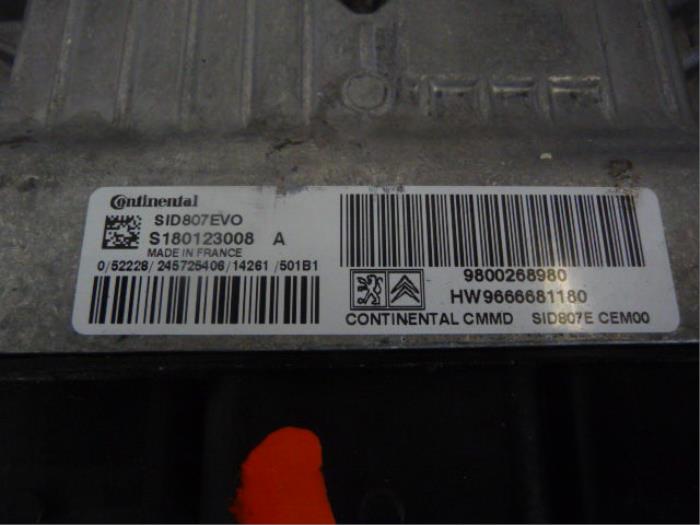 Continental
SID807EVO
S180123008 A
MADE IN FRANCE
0/52228/245725406/14261/501B1
9800268980
HW9666681180
CONTINENTAL CMMD SID807E CEM00